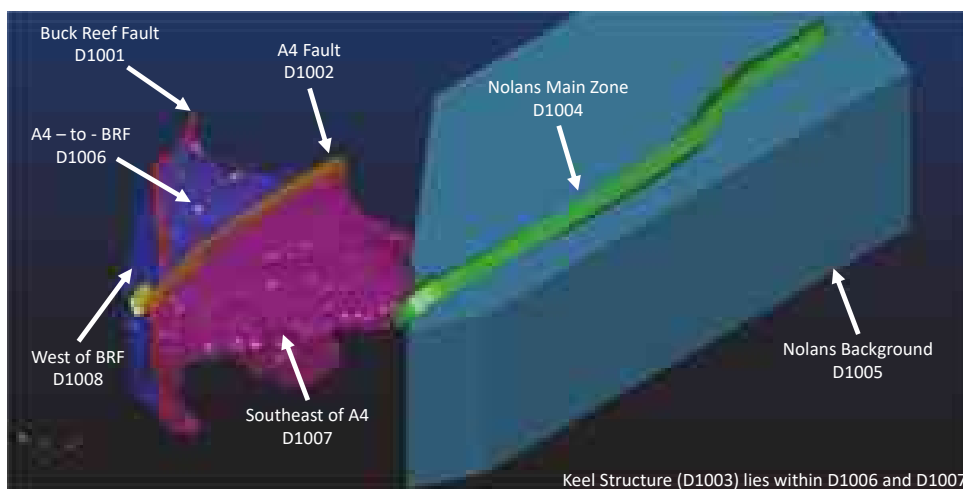 Buck Reef Fault
D1001
A4 Fault
D1002
Nolans Main Zone
D1004
A4 – to - BRF
D1006
West of BRF
D1008
Southeast of A4
D1007
Nolans Background
D1005
Keel Structure (D1003) lies within D1006 and D1007